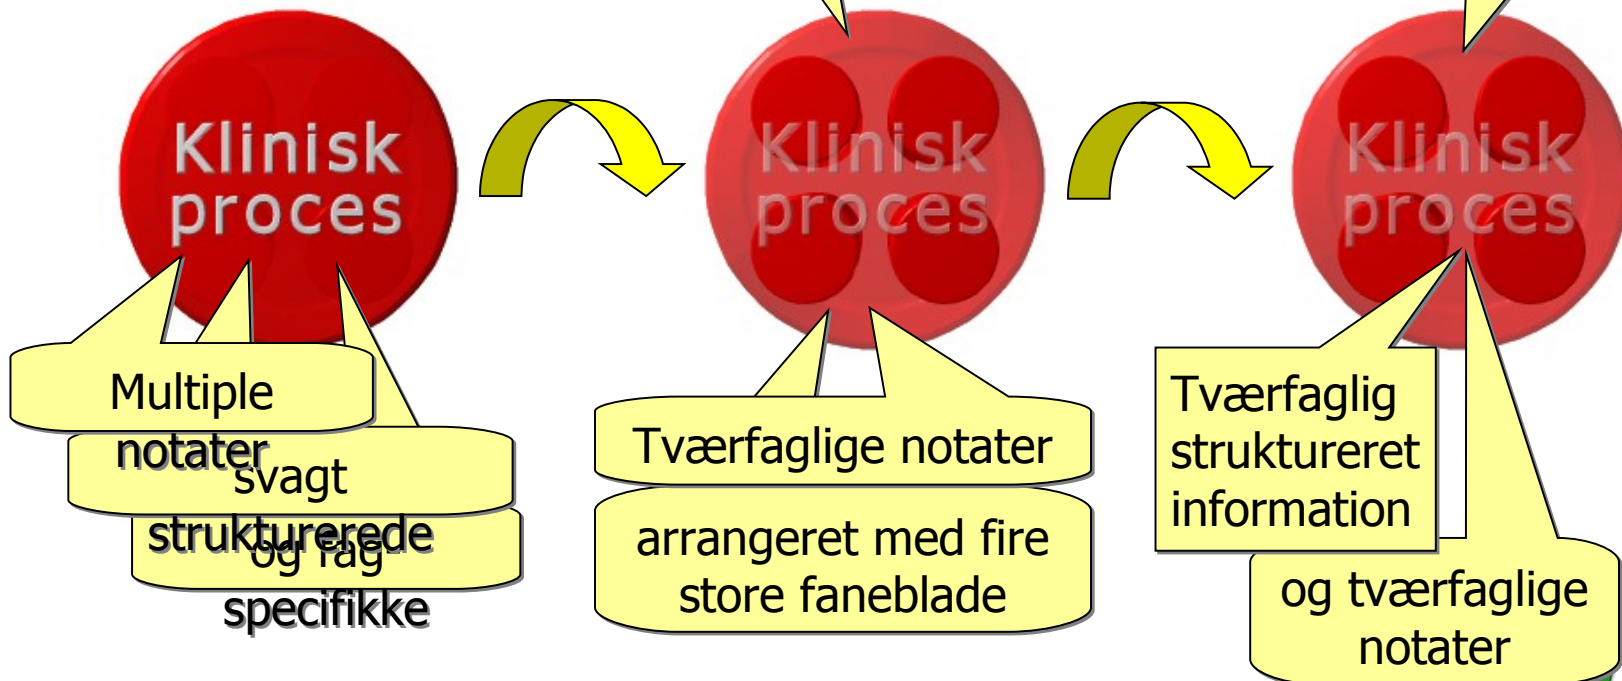 Klinisk
proces
Klinisk
proces
Klinisk
proces
Multiple
notater
svagt
strukturerede
og fag-
specifikke
Tværfaglige notater
arrangeret med fire
store faneblade
Tværfaglig
struktureret
information
og tværfaglige
notater